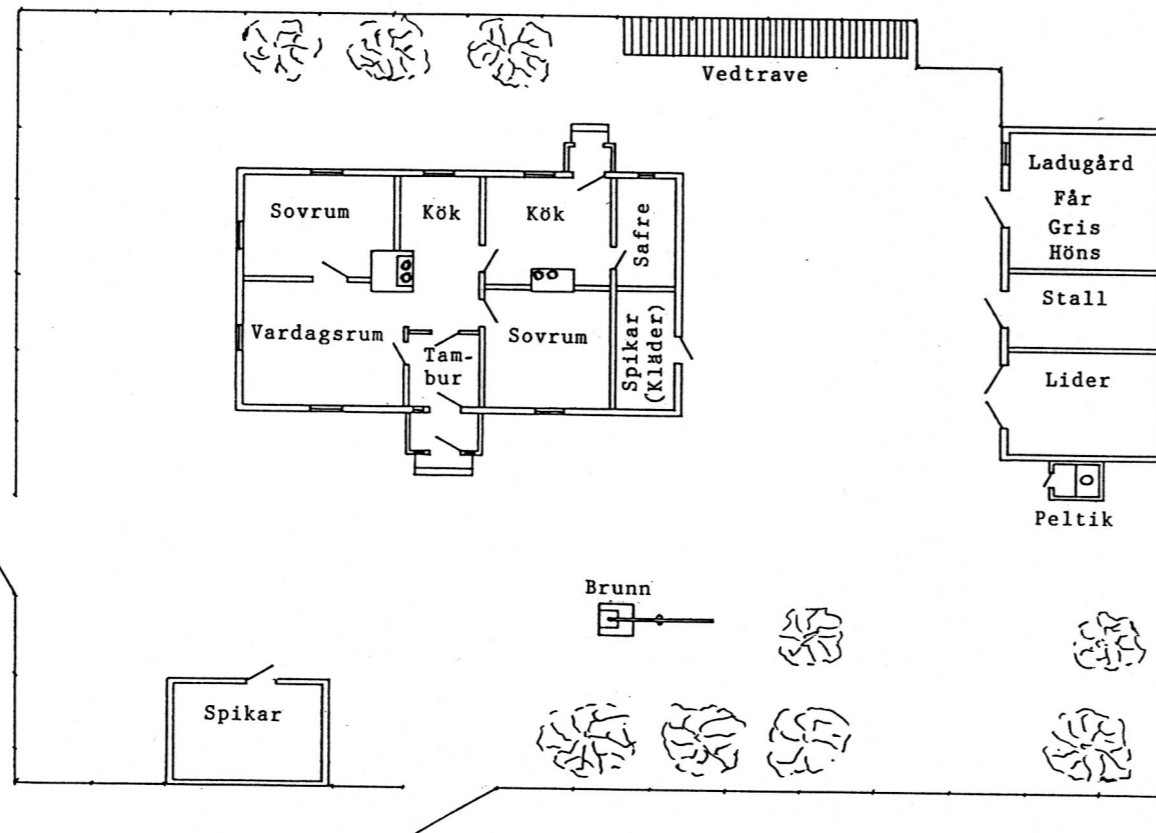 Vedtrave
Ladugård
Får
Gris
Höns
Sovrum
Kök
Kök
Safre
Stall
Vardagsrum
Tam-
bur
Sovrum
Spikar
(Kläder)
Lider
Peltik
Brunn
Spikar